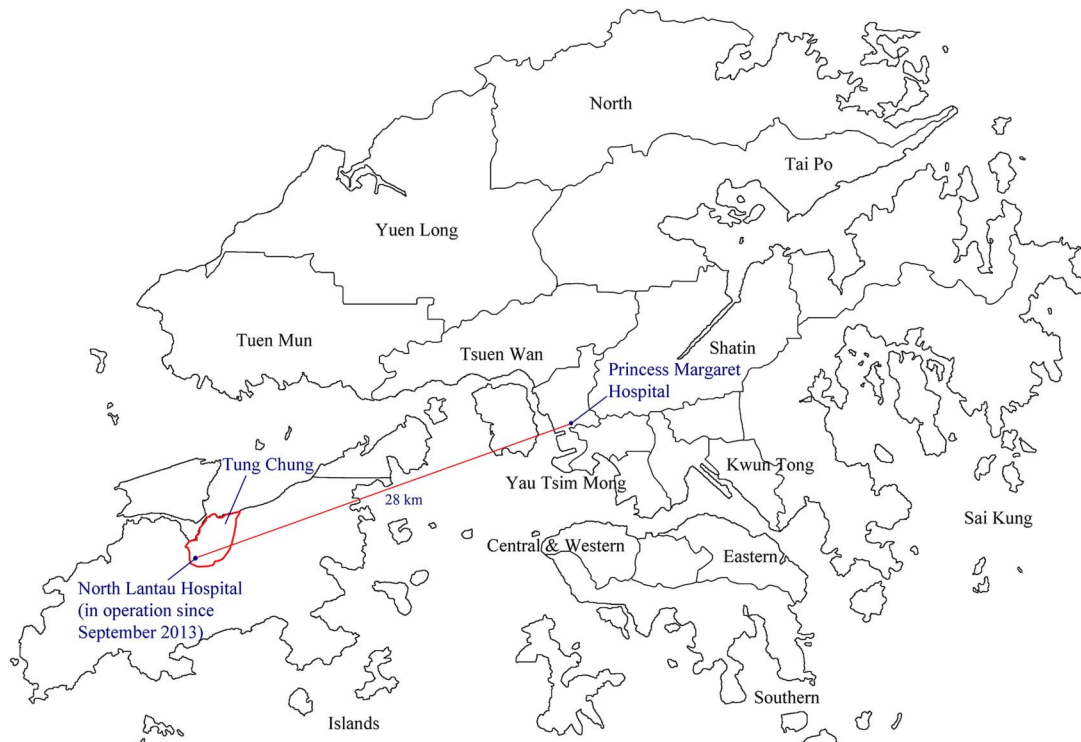 North
Tai Po
Yuen Long
Tuen Mun
Tsuen Wan
Shatin
Princess Margaret
Hospital
Tung Chung
28 km
Yau Tsim Mong
Kwun Tong
Sai Kung
Central & Western
Eastern
North Lantau Hospital
(in operation since
September 2013)
Southern
Islands